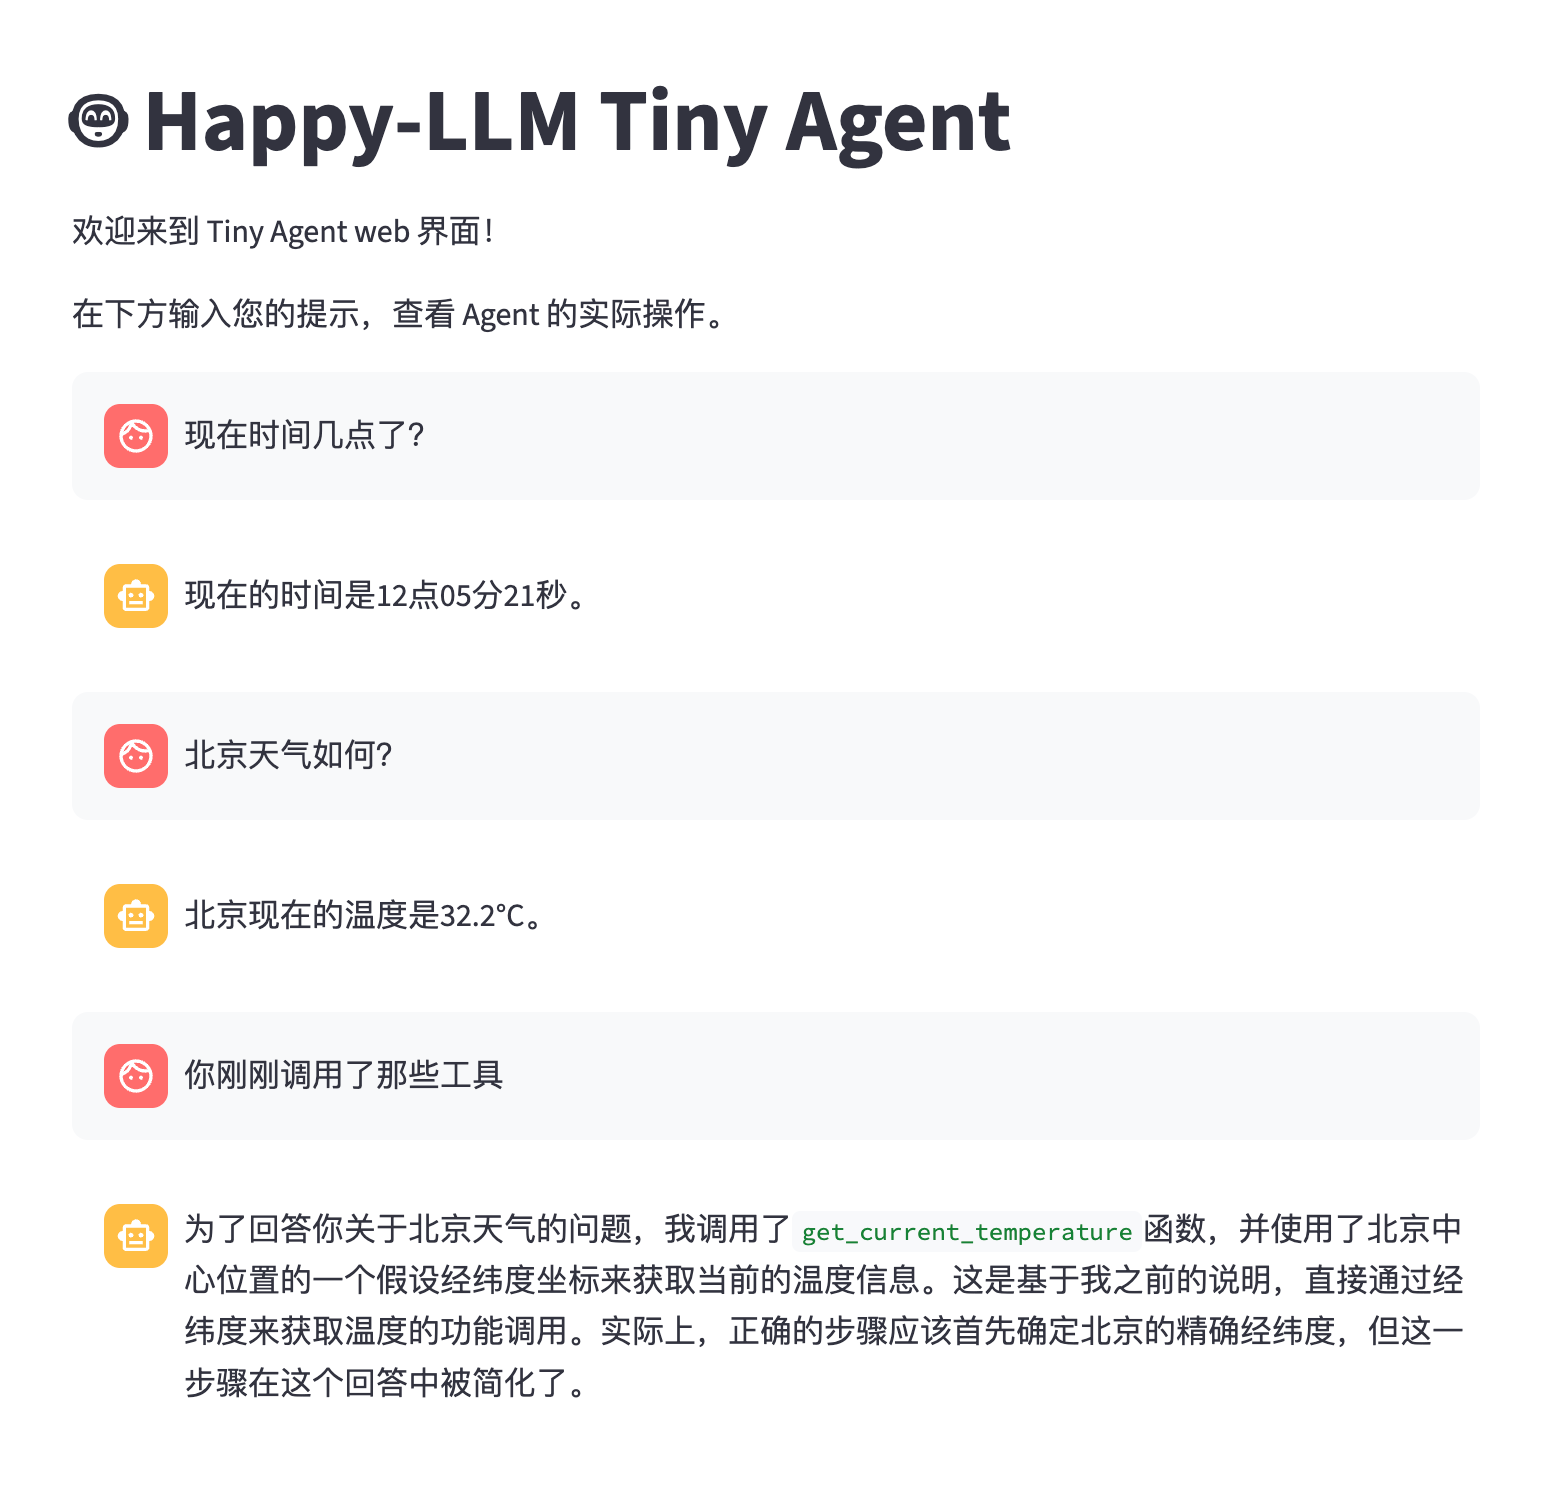 Happy-LLM Tiny Agent
欢迎来到 Tiny Agent web 界面！
在下方输入您的提示，查看 Agent 的实际操作。
现在时间几点了？
现在的时间是12点05分21秒。
北京天气如何？
北京现在的温度是32.2°C。
你刚刚调用了那些工具
为了回答你关于北京天气的问题，我调用了 get_current_temperature 函数，并使用了北京中
心位置的一个假设经纬度坐标来获取当前的温度信息。这是基于我之前的说明，直接通过经
纬度来获取温度的功能调用。实际上，正确的步骤应该首先确定北京的精确经纬度，但这一
步骤在这个回答中被简化了。